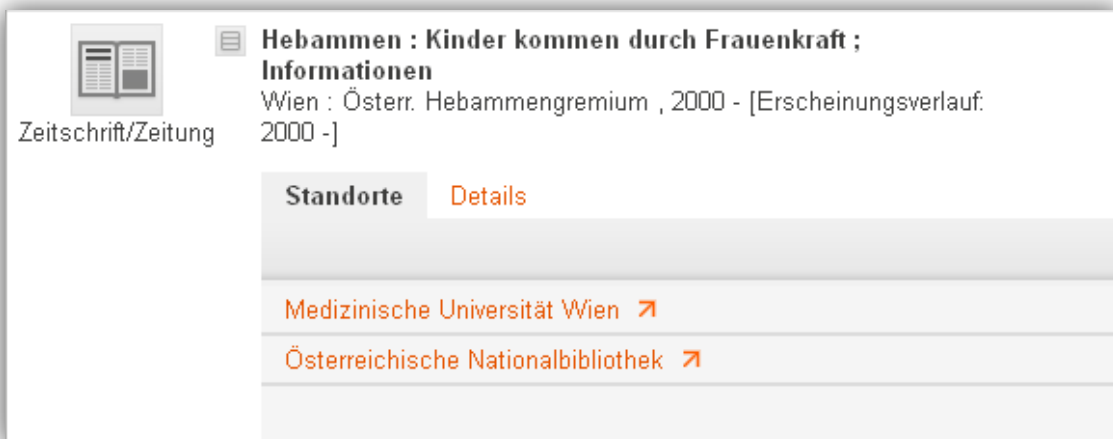 Hebammen : Kinder kommen durch Frauenkraft ;
Informationen
Wien : Österr. Hebammengremium , 2000 - [Erscheinungsverlauf:
2000 -]
Zeitschrift/Zeitung
Standorte Details
Medizinische Universität Wien
Österreichische Nationalbibliothek